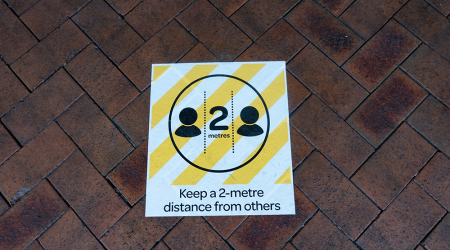 2
metres
Keep a 2-metre
distance from others